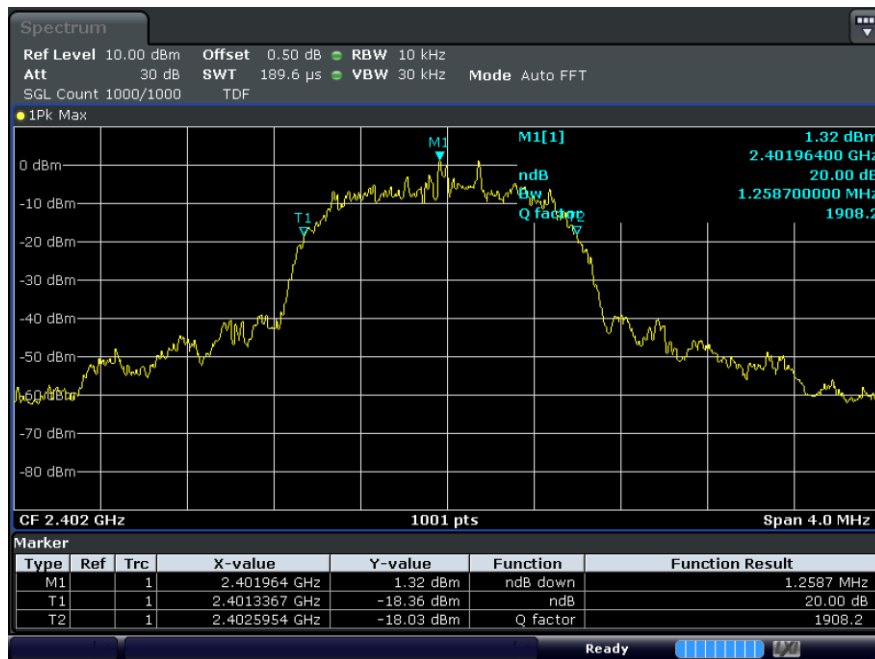 Spectrum
Ref Level 10.00 dBm Offset 0.50 dB RBW 10 kHz
Att 30 dB SWT 189.6 µs VBW 30 kHz Mode Auto FFT
SGL Count 1000/1000 TDF
1Pk Max
M1[1] 1.32 dBm
2.40196400 GHz
ndB 20.00 dB
Bw 1.258700000 MHz
Q factor 1908.2
M1
T1
T2
0 dBm
-10 dBm
-20 dBm
-30 dBm
-40 dBm
-50 dBm
-60 dBm
-70 dBm
-80 dBm
CF 2.402 GHz 1001 pts Span 4.0 MHz
Marker
Type Ref Trc X-value Y-value Function Function Result
M1 1 2.401964 GHz 1.32 dBm ndB down 1.2587 MHz
T1 1 2.4013367 GHz -18.36 dBm ndB 20.00 dB
T2 1 2.4025954 GHz -18.03 dBm Q factor 1908.2
Ready